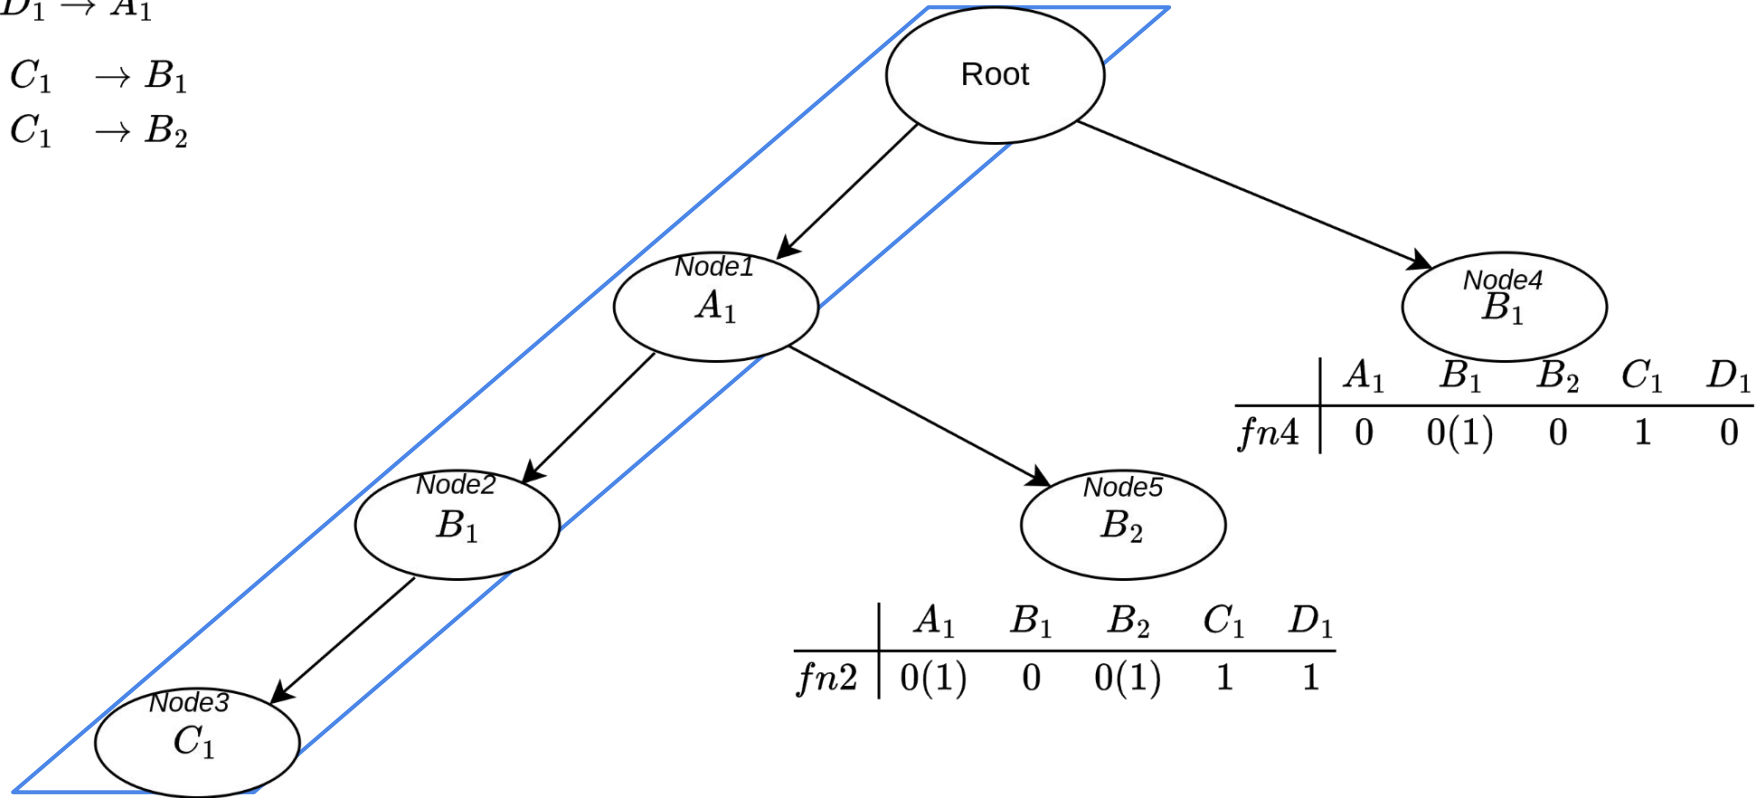 D₁ → A₁
C₁ → B₁
C₁ → B₂
Root
Node1
A₁
Node4
B₁
A₁ B₁ B₂ C₁ D₁
fn4 0 0(1) 0 1 0
Node2
B₁
Node5
B₂
A₁ B₁ B₂ C₁ D₁
fn2 0(1) 0 0(1) 1 1
Node3
C₁